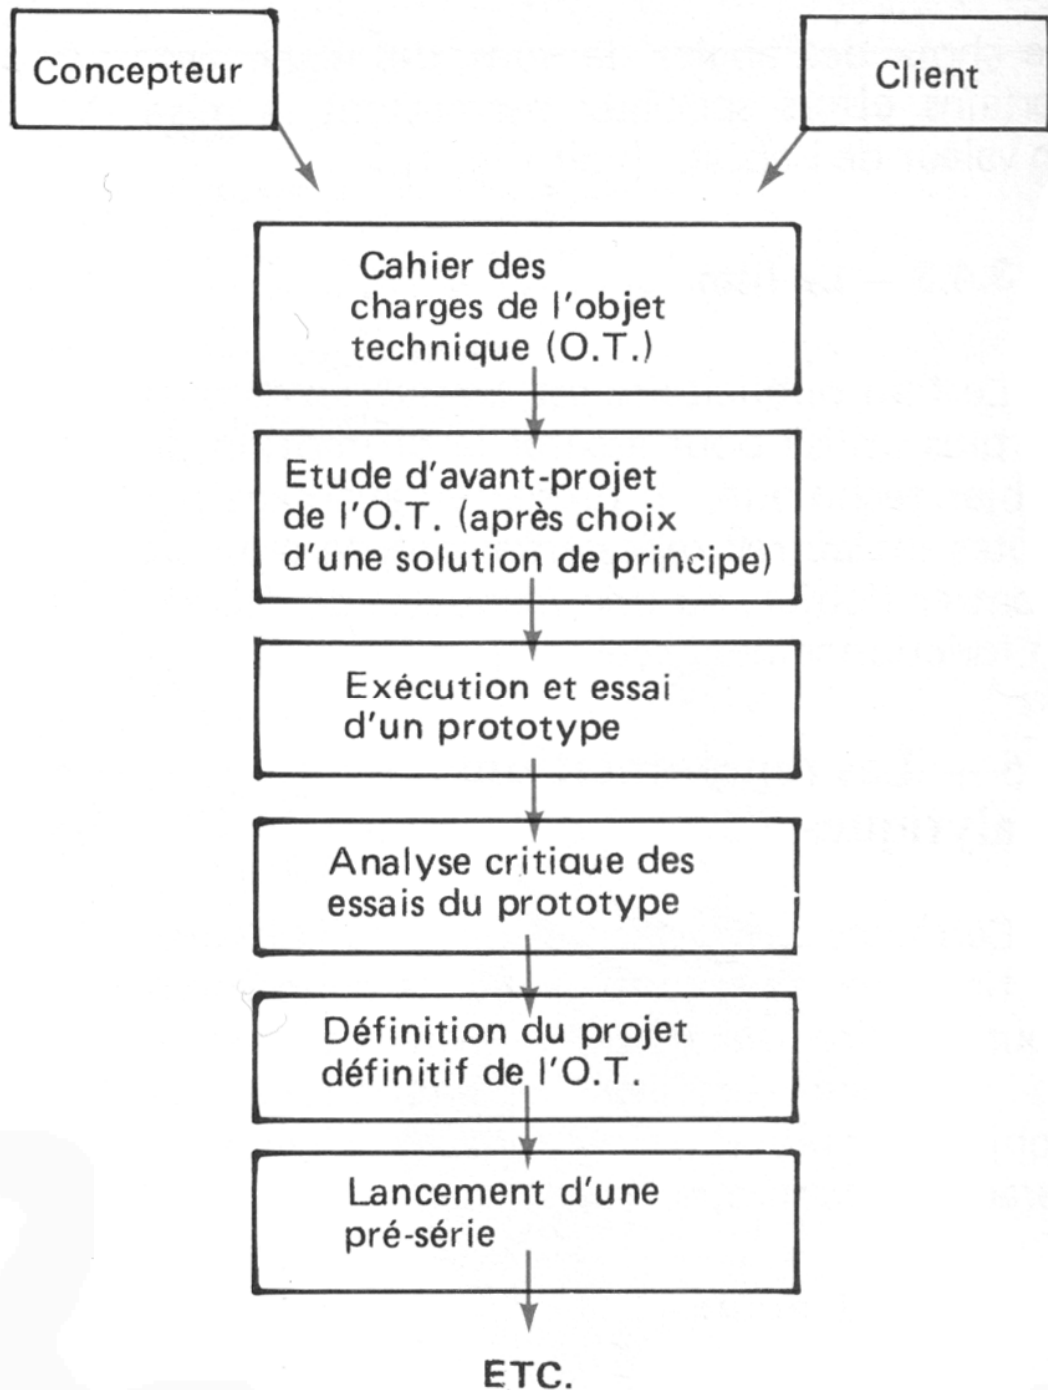 Concepteur
Client
Cahier des
charges de l'objet
technique (O.T.)
Etude d'avant-projet
de l'O.T. (après choix
d'une solution de principe)
Exécution et essai
d'un prototype
Analyse critique des
essais du prototype
Définition du projet
définitif de l'O.T.
Lancement d'une
pré-série
ETC.